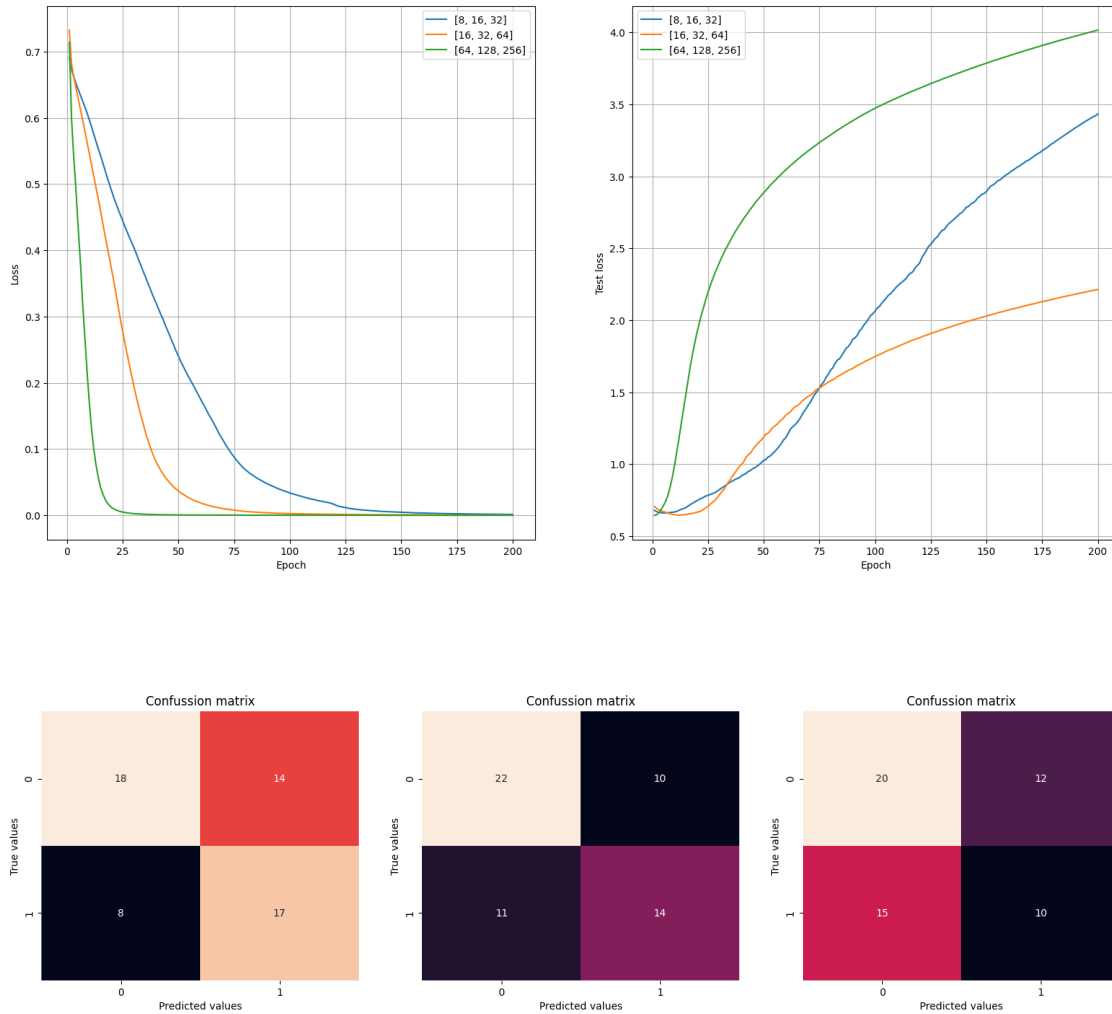 [8, 16, 32]
[16, 32, 64]
[64, 128, 256]
0.7
0.6
0.5
0.4
0.3
0.2
0.1
0.0
Loss
0 25 50 75 100 125 150 175 200
Epoch
[8, 16, 32]
[16, 32, 64]
[64, 128, 256]
4.0
3.5
3.0
2.5
2.0
1.5
1.0
0.5
Test loss
0 25 50 75 100 125 150 175 200
Epoch
Confussion matrix
18 14
8 17
0
1
True values
0 1
Predicted values
Confussion matrix
22 10
11 14
0
1
True values
0 1
Predicted values
Confussion matrix
20 12
15 10
0
1
True values
0 1
Predicted values